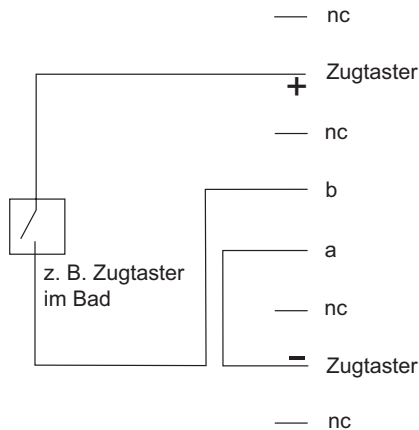 nc
Zugtaster
+
nc
b
a
z. B. Zugtaster
im Bad
nc
-
Zugtaster
nc